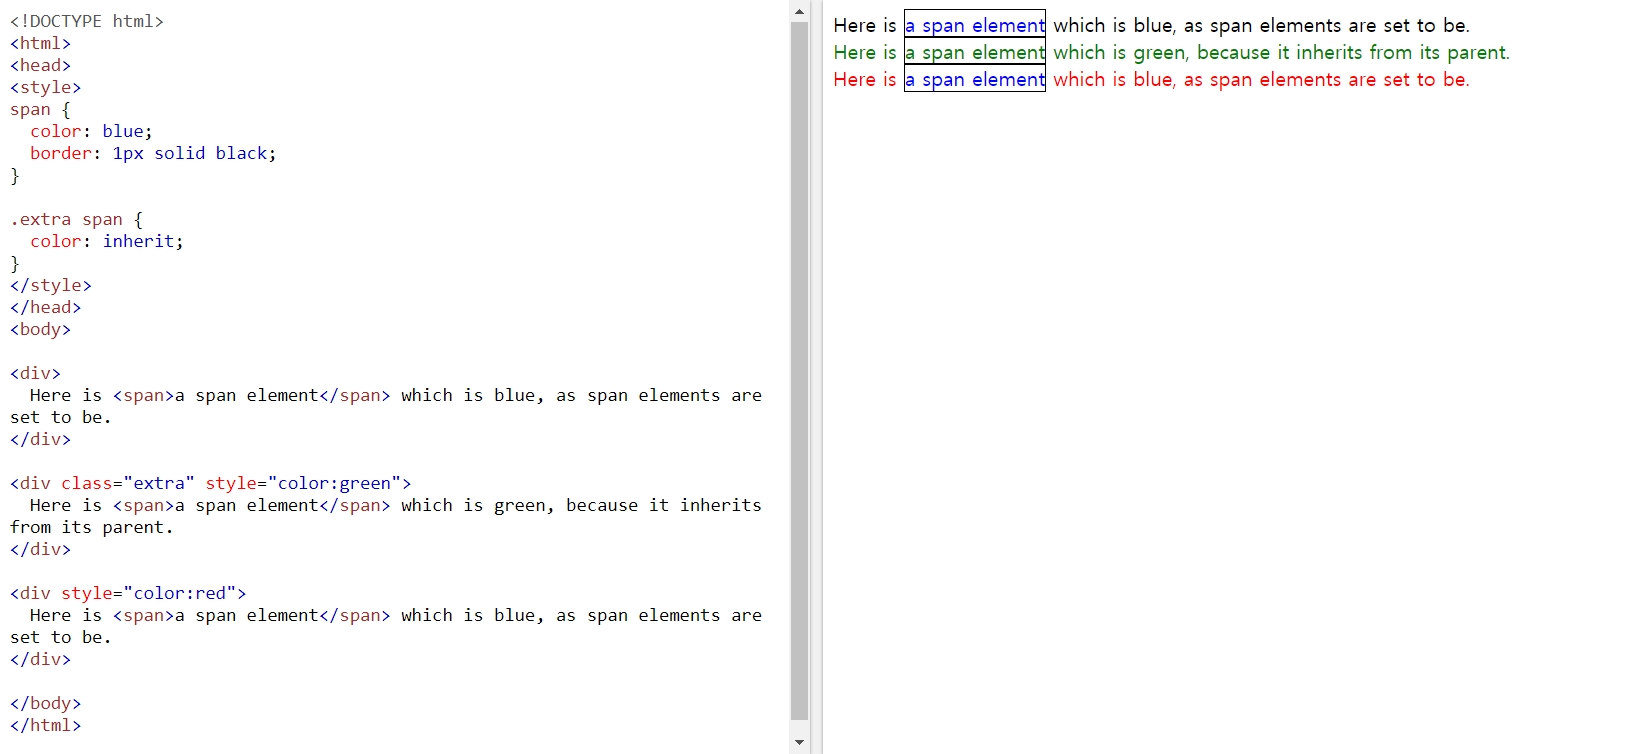 <!DOCTYPE html>
<html>
<head>
<style>
span {
  color: blue;
  border: 1px solid black;
}

.extra span {
  color: inherit;
}
</style>
</head>
<body>

<div>
  Here is <span>a span element</span> which is blue, as span elements are
set to be.
</div>

<div class="extra" style="color:green">
  Here is <span>a span element</span> which is green, because it inherits
from its parent.
</div>

<div style="color:red">
  Here is <span>a span element</span> which is blue, as span elements are
set to be.
</div>

</body>
</html>
Here is a span element which is blue, as span elements are set to be.
Here is a span element which is green, because it inherits from its parent.
Here is a span element which is blue, as span elements are set to be.